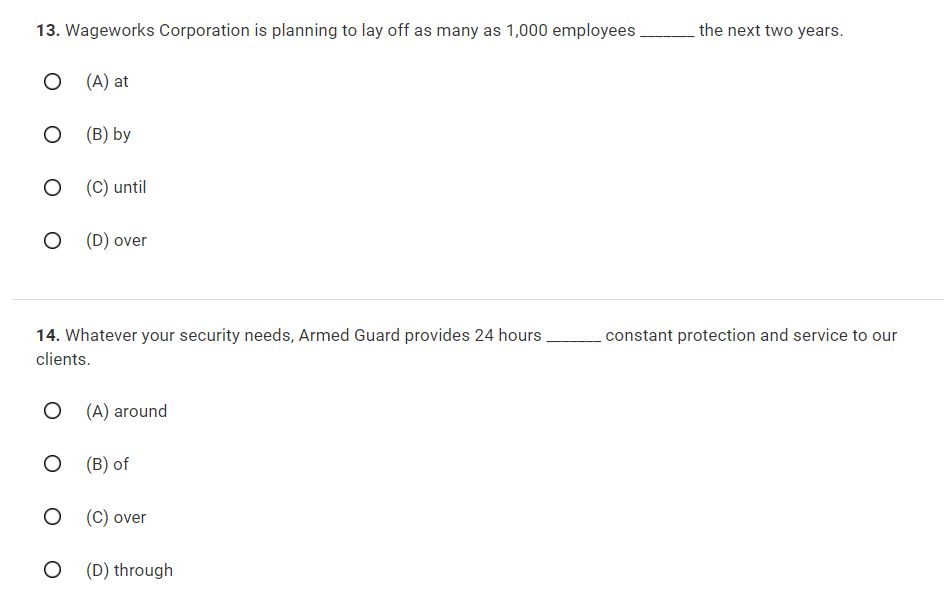 13. Wageworks Corporation is planning to lay off as many as 1,000 employees _______ the next two years.
(A) at
(B) by
(C) until
(D) over
14. Whatever your security needs, Armed Guard provides 24 hours _______ constant protection and service to our
clients.
(A) around
(B) of
(C) over
(D) through